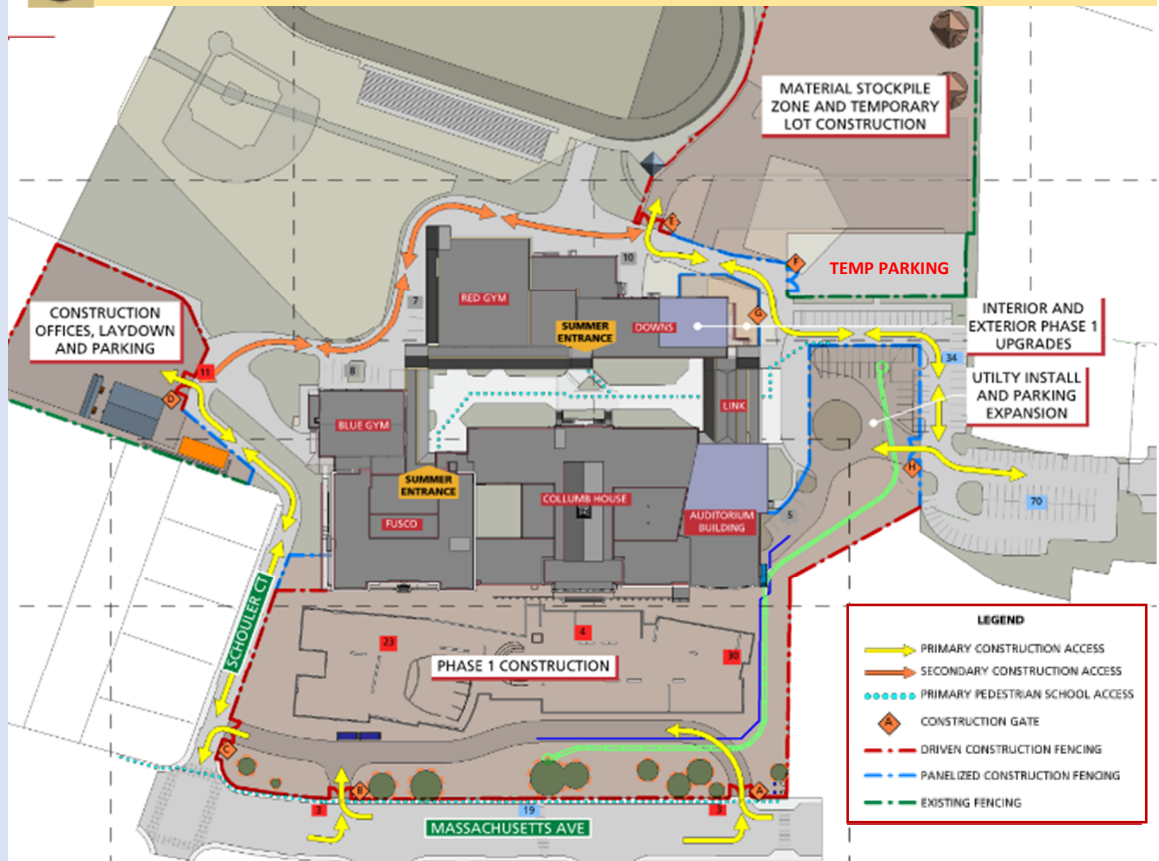 MATERIAL STOCKPILE
ZONE AND TEMPORARY
LOT CONSTRUCTION
E
F
TEMP PARKING
10
RED GYM
7
CONSTRUCTION
OFFICES, LAYDOWN
AND PARKING
SUMMER
ENTRANCE
DOWNS
G
INTERIOR AND
EXTERIOR PHASE 1
UPGRADES
34
11
8
D
UTILTY INSTALL
AND PARKING
EXPANSION
LINK
BLUE GYM
SUMMER
ENTRANCE
H
COLLUMB HOUSE
70
FUSCO
AUDITORIUM
BUILDING
5
SCHOULER CT
23
4
30
PHASE 1 CONSTRUCTION
C
B
A
3
19
3
MASSACHUSETTS AVE
LEGEND
PRIMARY CONSTRUCTION ACCESS
SECONDARY CONSTRUCTION ACCESS
PRIMARY PEDESTRIAN SCHOOL ACCESS
A
CONSTRUCTION GATE
DRIVEN CONSTRUCTION FENCING
PANELIZED CONSTRUCTION FENCING
EXISTING FENCING